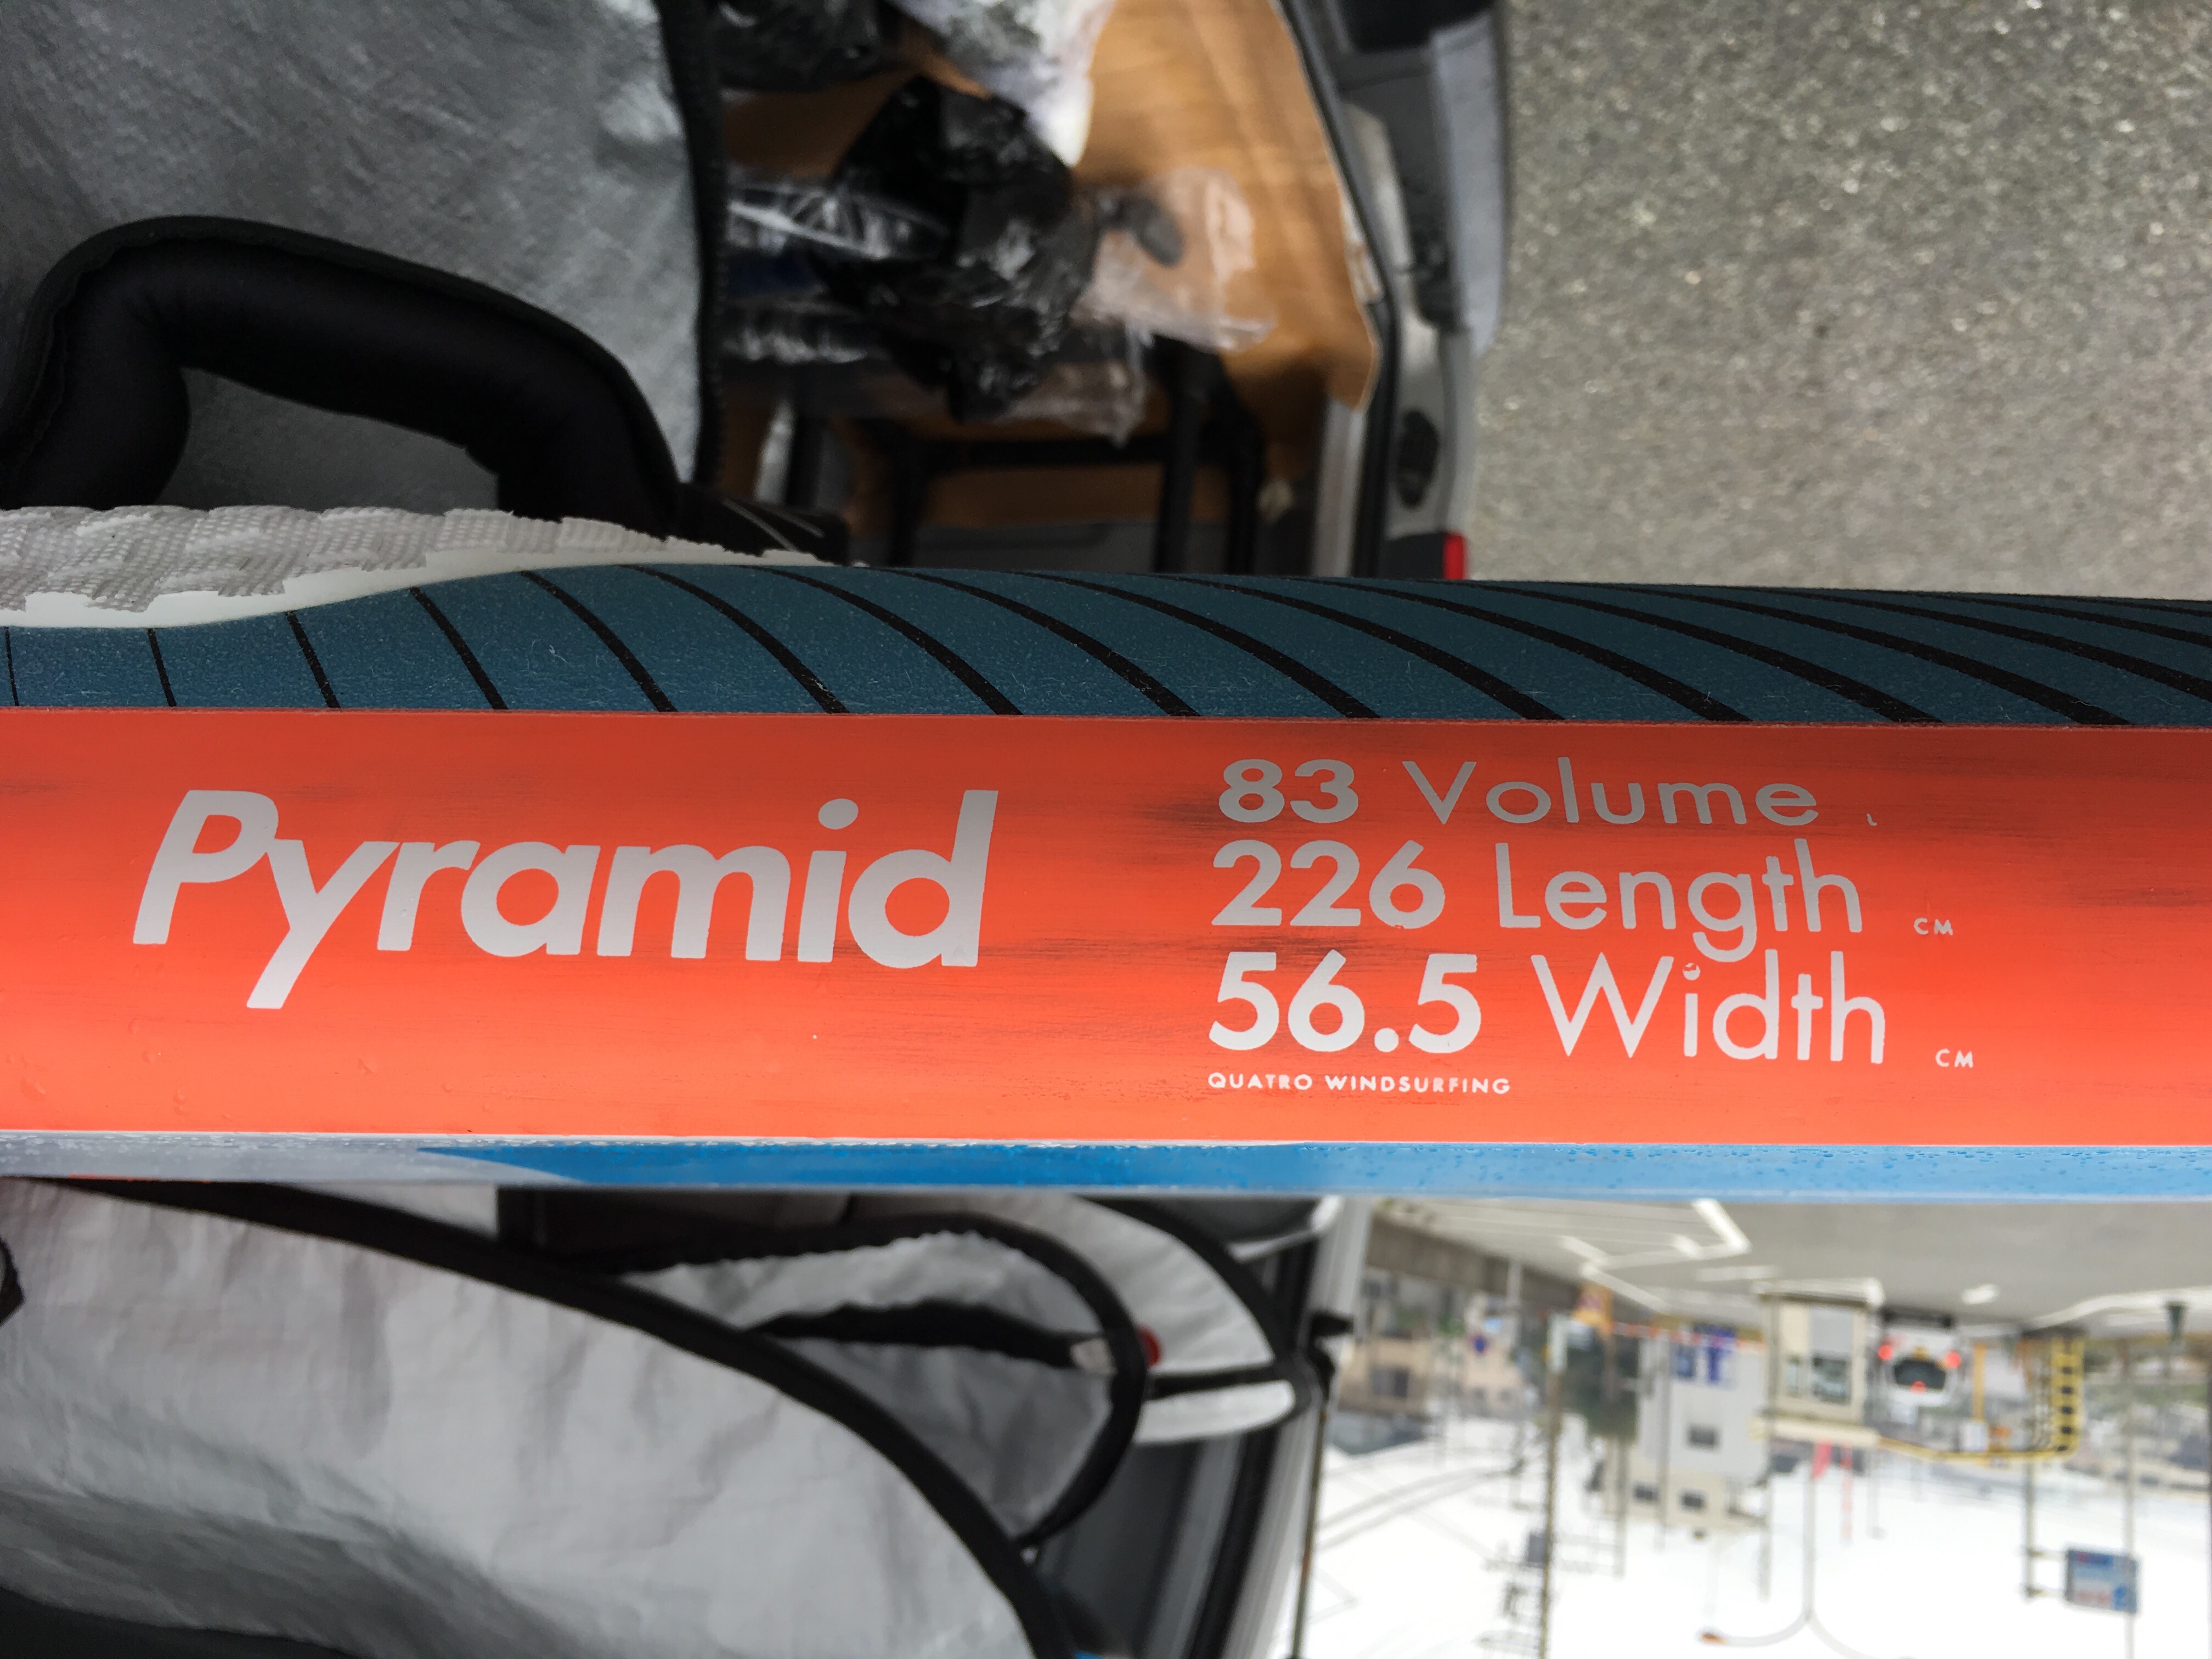 Pyramid
83 Volume L
226 Length CM
56.5 Width CM
QUATRO WINDSURFING